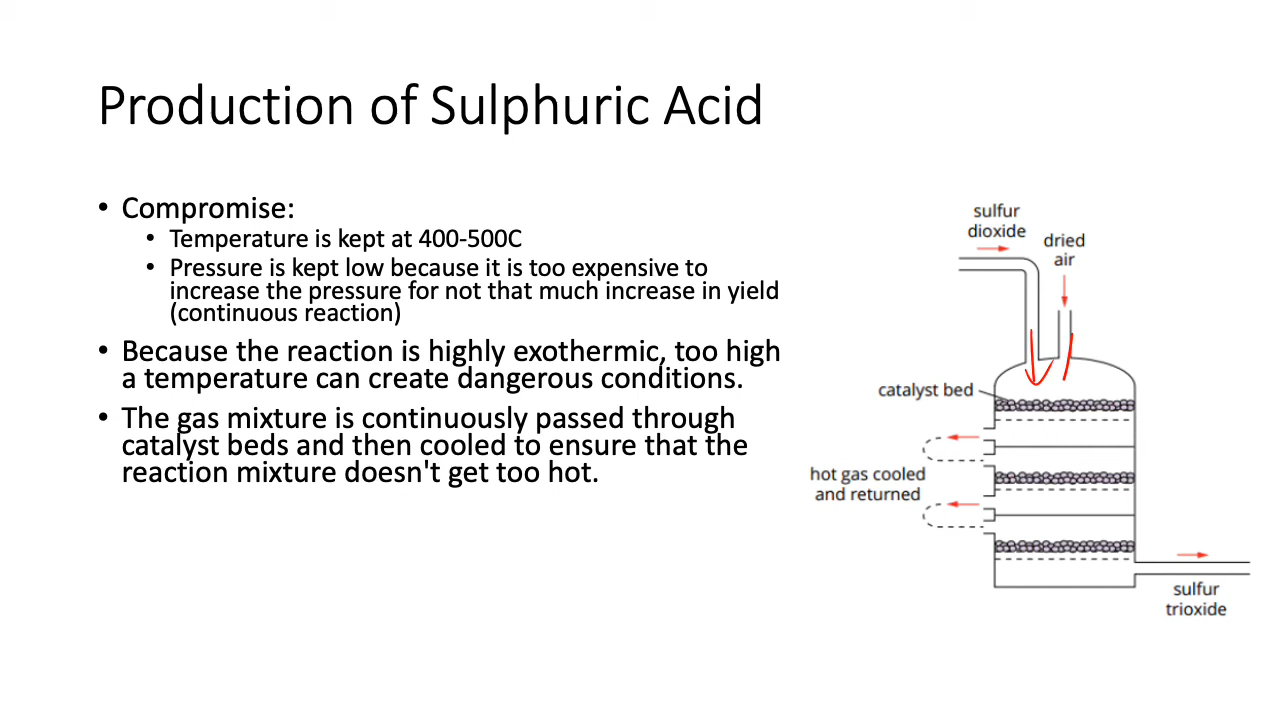 Production of Sulphuric Acid
• Compromise:
• Temperature is kept at 400-500C
• Pressure is kept low because it is too expensive to
increase the pressure for not that much increase in yield
(continuous reaction)
• Because the reaction is highly exothermic, too high
a temperature can create dangerous conditions.
• The gas mixture is continuously passed through
catalyst beds and then cooled to ensure that the
reaction mixture doesn't get too hot.
sulfur
dioxide
dried
air
catalyst bed
hot gas cooled
and returned
sulfur
trioxide